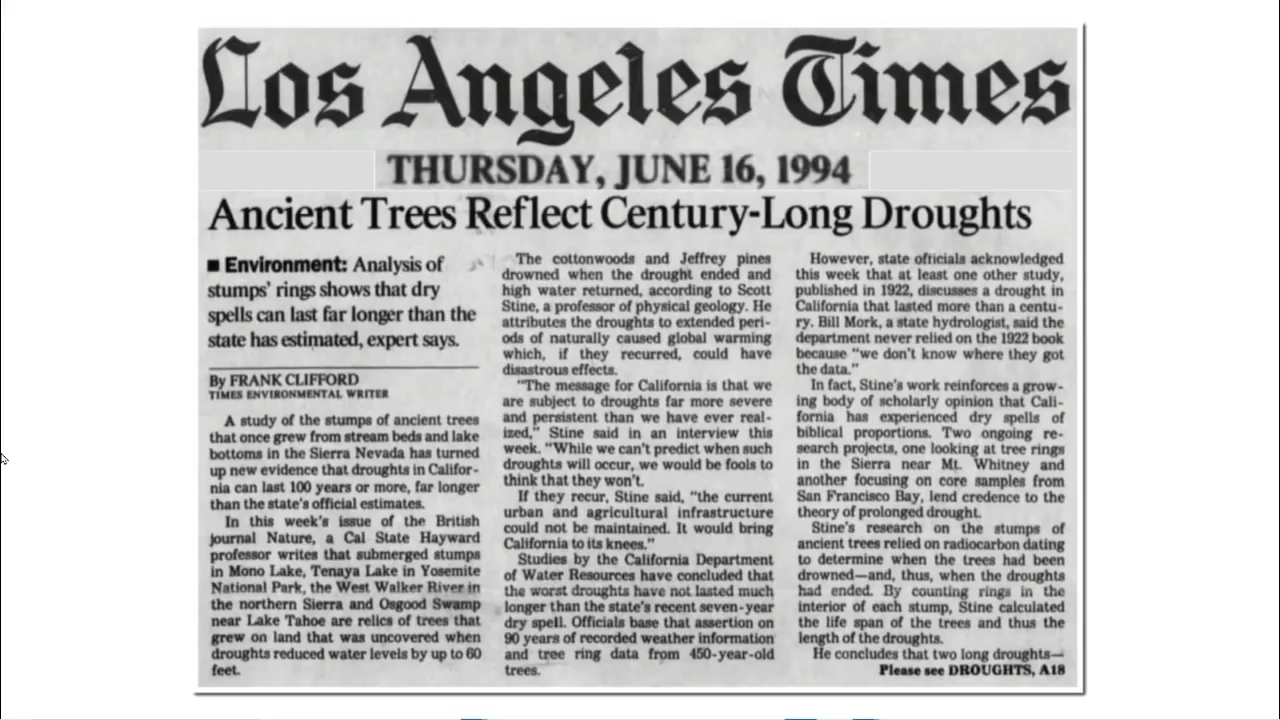 Los Angeles Times
THURSDAY, JUNE 16, 1994
Ancient Trees Reflect Century-Long Droughts
■ Environment: Analysis of
stumps' rings shows that dry
spells can last far longer than the
state has estimated, expert says.
By FRANK CLIFFORD
TIMES ENVIRONMENTAL WRITER
A study of the stumps of ancient trees
that once grew from stream beds and lake
bottoms in the Sierra Nevada has turned
up new evidence that droughts in Califor-
nia can last 100 years or more, far longer
than the state's official estimates.
In this week's issue of the British
journal Nature, a Cal State Hayward
professor writes that submerged stumps
in Mono Lake, Tenaya Lake in Yosemite
National Park, the West Walker River in
the northern Sierra and Osgood Swamp
near Lake Tahoe are relics of trees that
grew on land that was uncovered when
droughts reduced water levels by up to 60
feet.
The cottonwoods and Jeffrey pines
drowned when the drought ended and
high water returned, according to Scott
Stine, a professor of physical geology. He
attributes the droughts to extended peri-
ods of naturally caused global warming
which, if they recurred, could have
disastrous effects.
"The message for California is that we
are subject to droughts far more severe
and persistent than we have ever real-
ized," Stine said in an interview this
week. "While we can't predict when such
droughts will occur, we would be fools to
think that they won't.
If they recur, Stine said, "the current
urban and agricultural infrastructure
could not be maintained. It would bring
California to its knees."
Studies by the California Department
of Water Resources have concluded that
the worst droughts have not lasted much
longer than the state's recent seven-year
dry spell. Officials base that assertion on
90 years of recorded weather information
and tree ring data from 450-year-old
trees.
However, state officials acknowledged
this week that at least one other study,
published in 1922, discusses a drought in
California that lasted more than a centu-
ry. Bill Mork, a state hydrologist, said the
department never relied on the 1922 book
because "we don't know where they got
the data."
In fact, Stine's work reinforces a grow-
ing body of scholarly opinion that Cali-
fornia has experienced dry spells of
biblical proportions. Two ongoing re-
search projects, one looking at tree rings
in the Sierra near Mt. Whitney and
another focusing on core samples from
San Francisco Bay, lend credence to the
theory of prolonged drought.
Stine's research on the stumps of
ancient trees relied on radiocarbon dating
to determine when the trees had been
drowned—and, thus, when the droughts
had ended. By counting rings in the
interior of each stump, Stine calculated
the life span of the trees and thus the
length of the droughts.
He concludes that two long droughts—
Please see DROUGHTS, A18